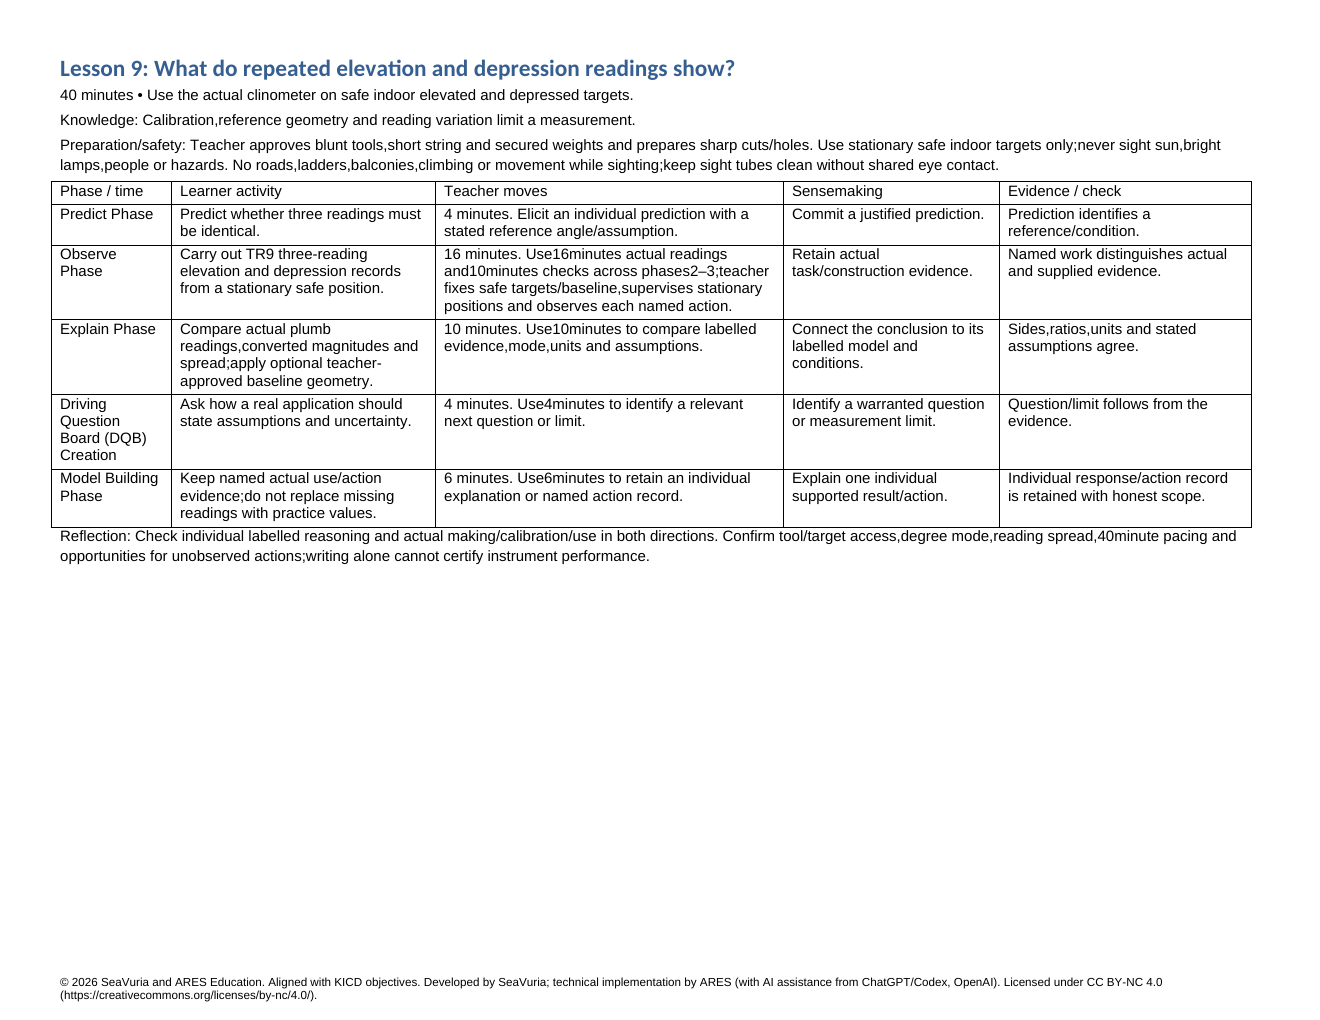 Lesson 9: What do repeated elevation and depression readings show?
40 minutes • Use the actual clinometer on safe indoor elevated and depressed targets.
Knowledge: Calibration,reference geometry and reading variation limit a measurement.
Preparation/safety: Teacher approves blunt tools,short string and secured weights and prepares sharp cuts/holes. Use stationary safe indoor targets only;never sight sun,bright
lamps,people or hazards. No roads,ladders,balconies,climbing or movement while sighting;keep sight tubes clean without shared eye contact.
Phase / time
Learner activity
Teacher moves
Sensemaking
Evidence / check
Predict Phase
Predict whether three readings must
be identical.
4 minutes. Elicit an individual prediction with a
stated reference angle/assumption.
Commit a justified prediction.
Prediction identifies a
reference/condition.
Observe
Phase
Carry out TR9 three-reading
elevation and depression records
from a stationary safe position.
16 minutes. Use16minutes actual readings
and10minutes checks across phases2–3;teacher
fixes safe targets/baseline,supervises stationary
positions and observes each named action.
Retain actual
task/construction evidence.
Named work distinguishes actual
and supplied evidence.
Explain Phase
Compare actual plumb
readings,converted magnitudes and
spread;apply optional teacher-
approved baseline geometry.
10 minutes. Use10minutes to compare labelled
evidence,mode,units and assumptions.
Connect the conclusion to its
labelled model and
conditions.
Sides,ratios,units and stated
assumptions agree.
Driving
Question
Board (DQB)
Creation
Ask how a real application should
state assumptions and uncertainty.
4 minutes. Use4minutes to identify a relevant
next question or limit.
Identify a warranted question
or measurement limit.
Question/limit follows from the
evidence.
Model Building
Phase
Keep named actual use/action
evidence;do not replace missing
readings with practice values.
6 minutes. Use6minutes to retain an individual
explanation or named action record.
Explain one individual
supported result/action.
Individual response/action record
is retained with honest scope.
Reflection: Check individual labelled reasoning and actual making/calibration/use in both directions. Confirm tool/target access,degree mode,reading spread,40minute pacing and
opportunities for unobserved actions;writing alone cannot certify instrument performance.
© 2026 SeaVuria and ARES Education. Aligned with KICD objectives. Developed by SeaVuria; technical implementation by ARES (with AI assistance from ChatGPT/Codex, OpenAI). Licensed under CC BY-NC 4.0
(https://creativecommons.org/licenses/by-nc/4.0/).